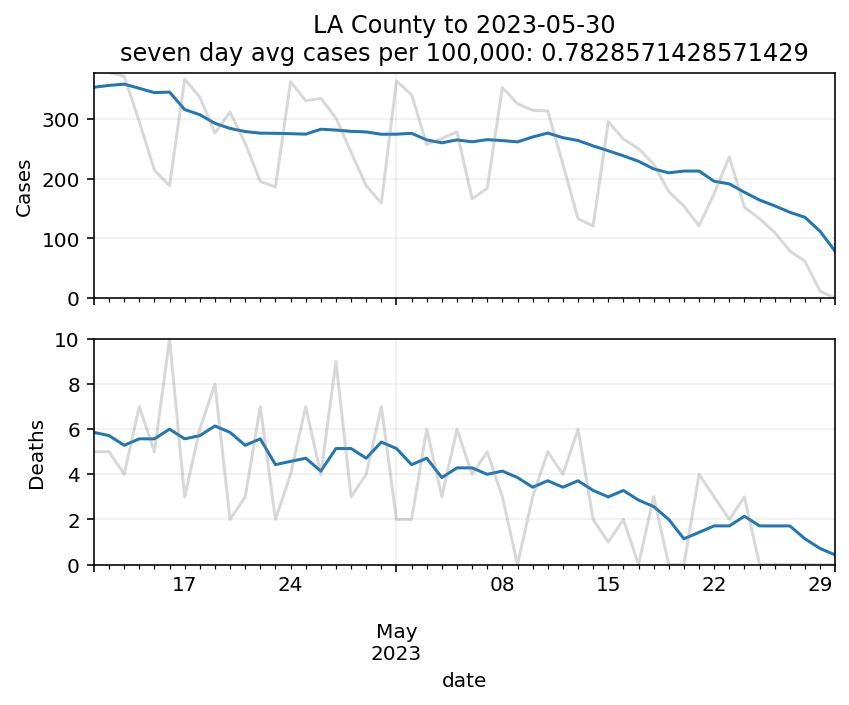 LA County to 2023-05-30
seven day avg cases per 100,000: 0.7828571428571429
300
200
100
0
Cases
10
8
6
4
2
0
Deaths
17 24 08 15 22 29
May
2023
date